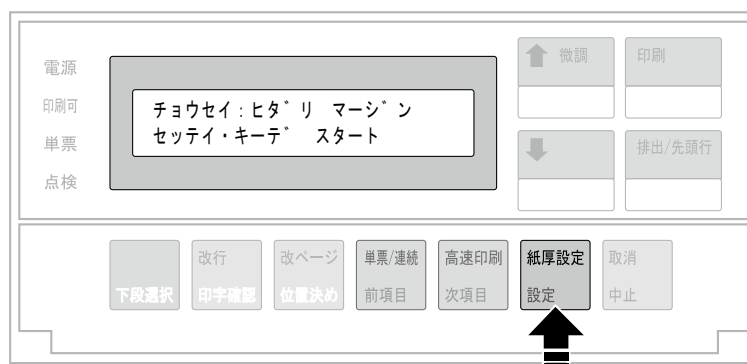 電源
印刷可
単票
点検
チョウセイ:ヒダリ マージン
セッテイ・キーデ スタート
微調
印刷
排出/先頭行
下段選択
改行
印字確認
改ページ
位置決め
単票/連続
前項目
高速印刷
次項目
紙厚設定
設定
取消
中止